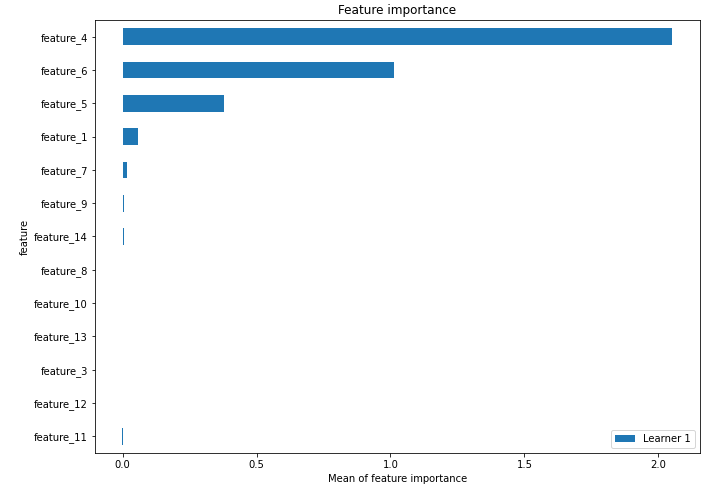 Feature importance
feature_4
feature_6
feature_5
feature_1
feature_7
feature_9
feature_14
feature_8
feature_10
feature_13
feature_3
feature_12
feature_11
feature
Learner 1
0.0 0.5 1.0 1.5 2.0
Mean of feature importance